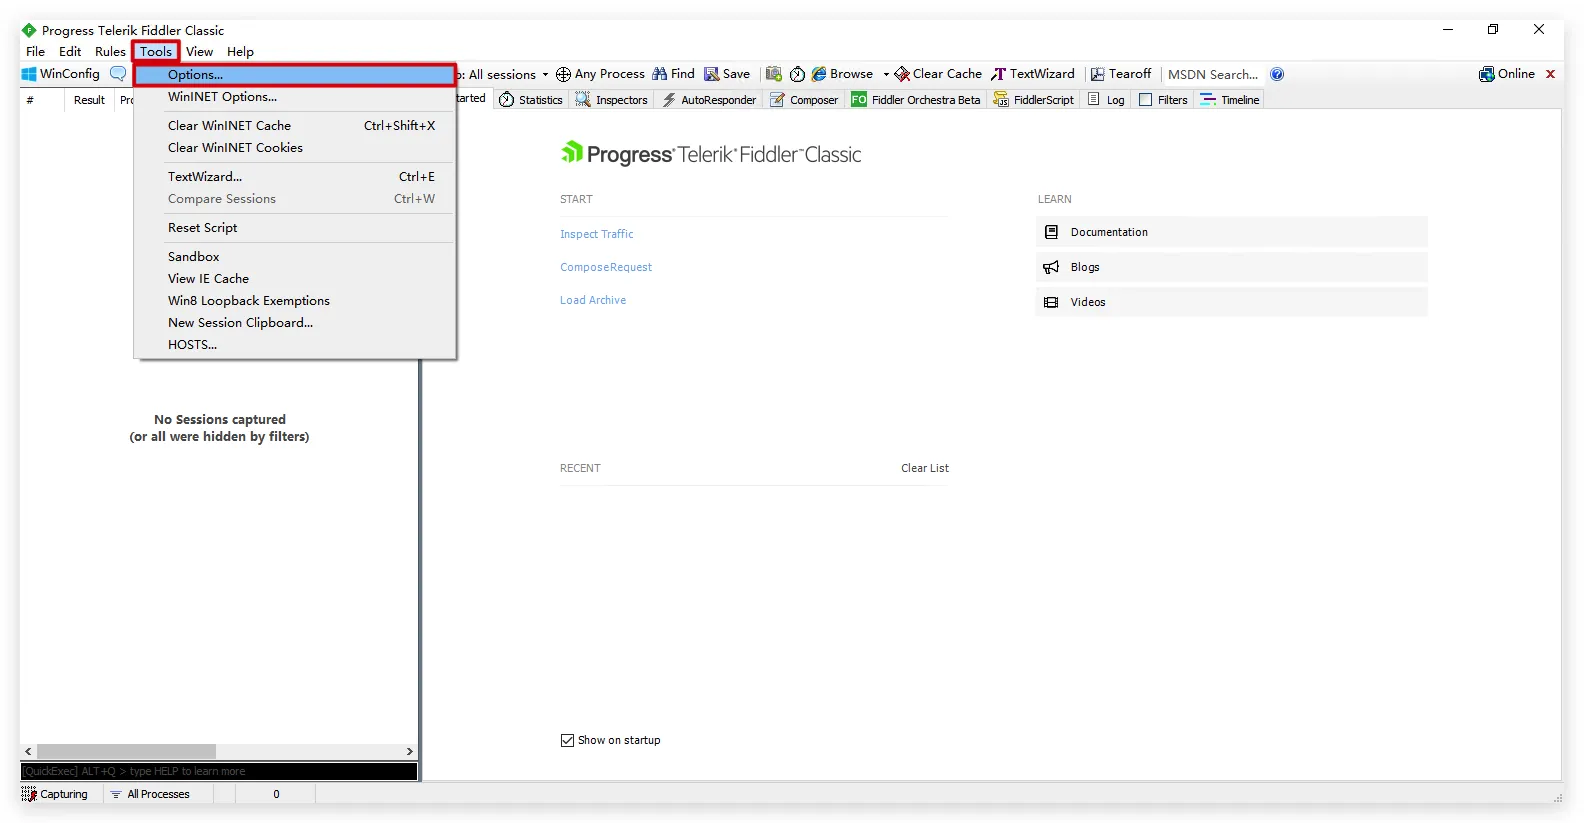 Progress Telerik Fiddler Classic
File Edit Rules Tools View Help
WinConfig
Options...
: All sessions Any Process Find Save Browse Clear Cache TextWizard Tearoff MSDN Search... Online
# Result Pro
WinINET Options...
tarted Statistics Inspectors AutoResponder Composer FO Fiddler Orchestra Beta FiddlerScript Log Filters Timeline
Clear WinINET Cache Ctrl+Shift+X
Clear WinINET Cookies
TextWizard... Ctrl+E
Compare Sessions Ctrl+W
Reset Script
Sandbox
View IE Cache
Win8 Loopback Exemptions
New Session Clipboard...
HOSTS...
No Sessions captured
(or all were hidden by filters)
Progress Telerik Fiddler Classic
START
Inspect Traffic
ComposeRequest
Load Archive
LEARN
Documentation
Blogs
Videos
RECENT Clear List
Show on startup
[QuickExec] ALT+Q > type HELP to learn more
Capturing All Processes 0